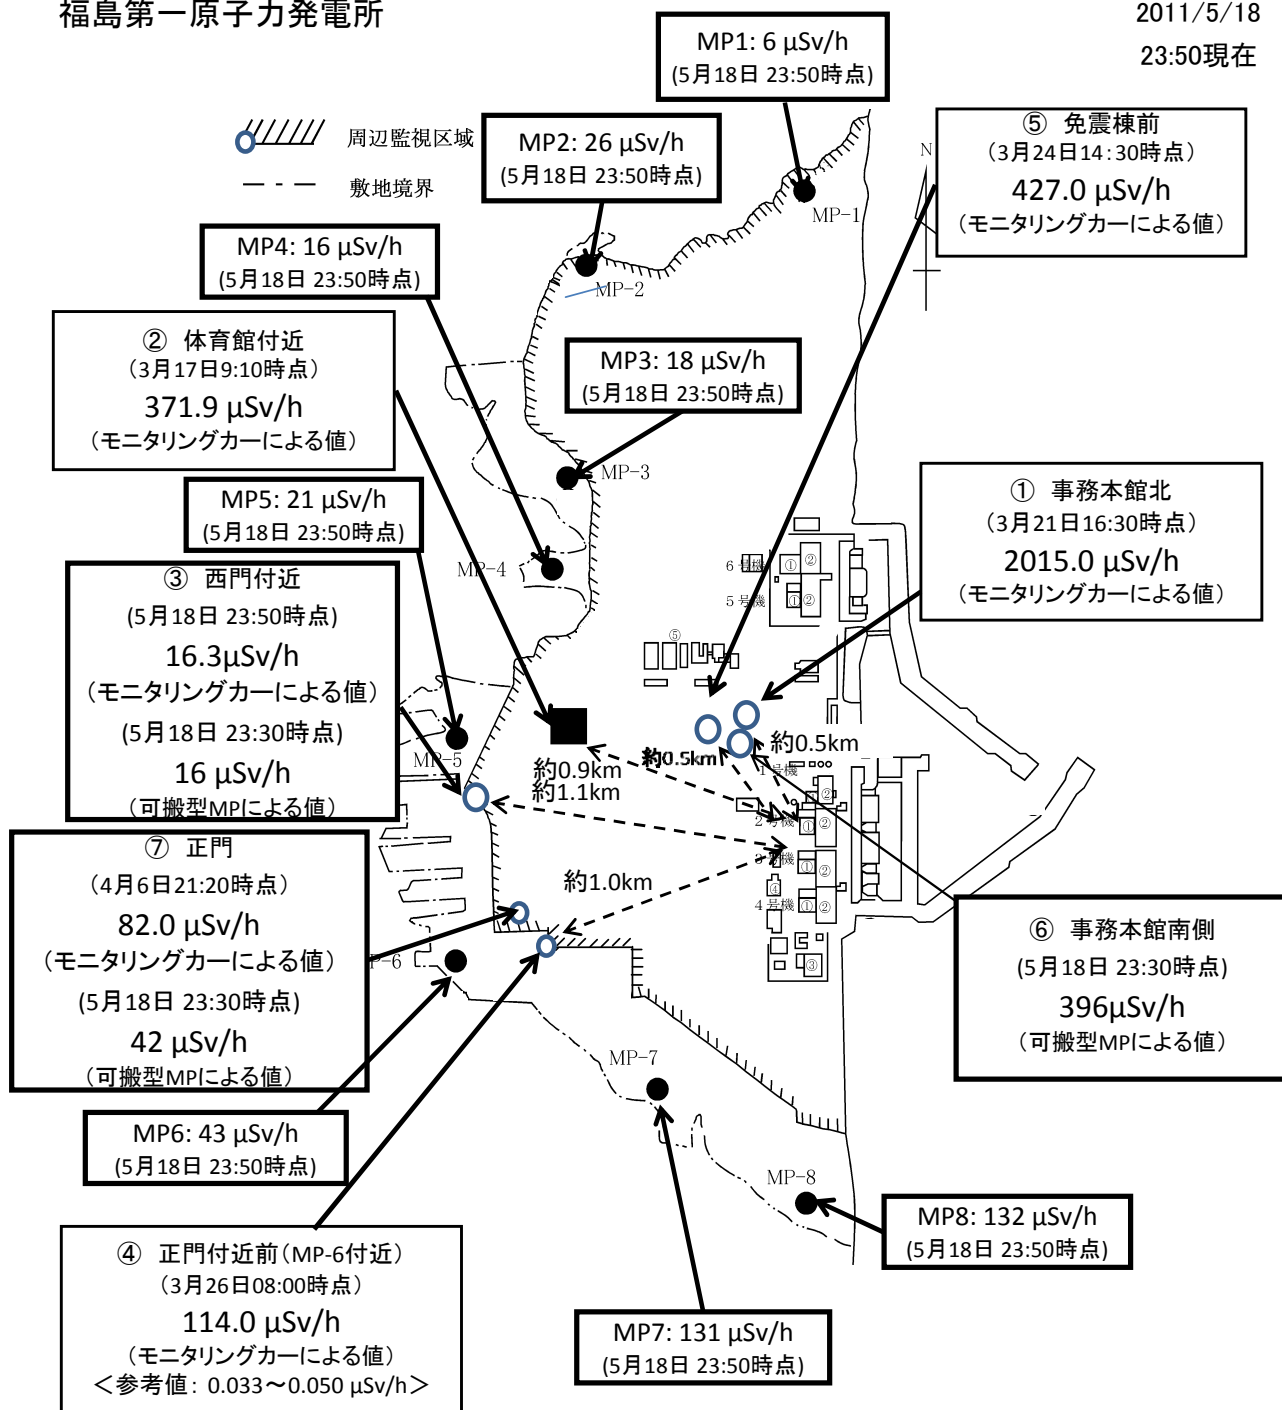 福島第一原子力発電所
2011/5/18
23:50現在
周辺監視区域
敷地境界
MP1: 6 μSv/h
(5月18日 23:50時点)
MP2: 26 μSv/h
(5月18日 23:50時点)
⑤ 免震棟前
(3月24日14:30時点)
427.0 μSv/h
(モニタリングカーによる値)
N
MP-1
MP4: 16 μSv/h
(5月18日 23:50時点)
MP-2
② 体育館付近
(3月17日9:10時点)
371.9 μSv/h
(モニタリングカーによる値)
MP3: 18 μSv/h
(5月18日 23:50時点)
MP-3
MP5: 21 μSv/h
(5月18日 23:50時点)
① 事務本館北
(3月21日16:30時点)
2015.0 μSv/h
(モニタリングカーによる値)
MP-4
③ 西門付近
(5月18日 23:50時点)
16.3μSv/h
(モニタリングカーによる値)
(5月18日 23:30時点)
16 μSv/h
(可搬型MPによる値)
6号機
① ②
5号機
① ②
⑤
MP-5
約0.9km
約1.1km
約0.5km
約0.5km
1号機
②
2号機
① ②
3号機
① ②
④
4号機
① ②
③
約1.0km
⑦ 正門
(4月6日21:20時点)
82.0 μSv/h
(モニタリングカーによる値)
(5月18日 23:30時点)
42 μSv/h
(可搬型MPによる値)
P-6
⑥ 事務本館南側
(5月18日 23:30時点)
396μSv/h
(可搬型MPによる値)
MP-7
MP6: 43 μSv/h
(5月18日 23:50時点)
MP-8
MP8: 132 μSv/h
(5月18日 23:50時点)
④ 正門付近前(MP-6付近)
(3月26日08:00時点)
114.0 μSv/h
(モニタリングカーによる値)
<参考値: 0.033~0.050 μSv/h>
MP7: 131 μSv/h
(5月18日 23:50時点)